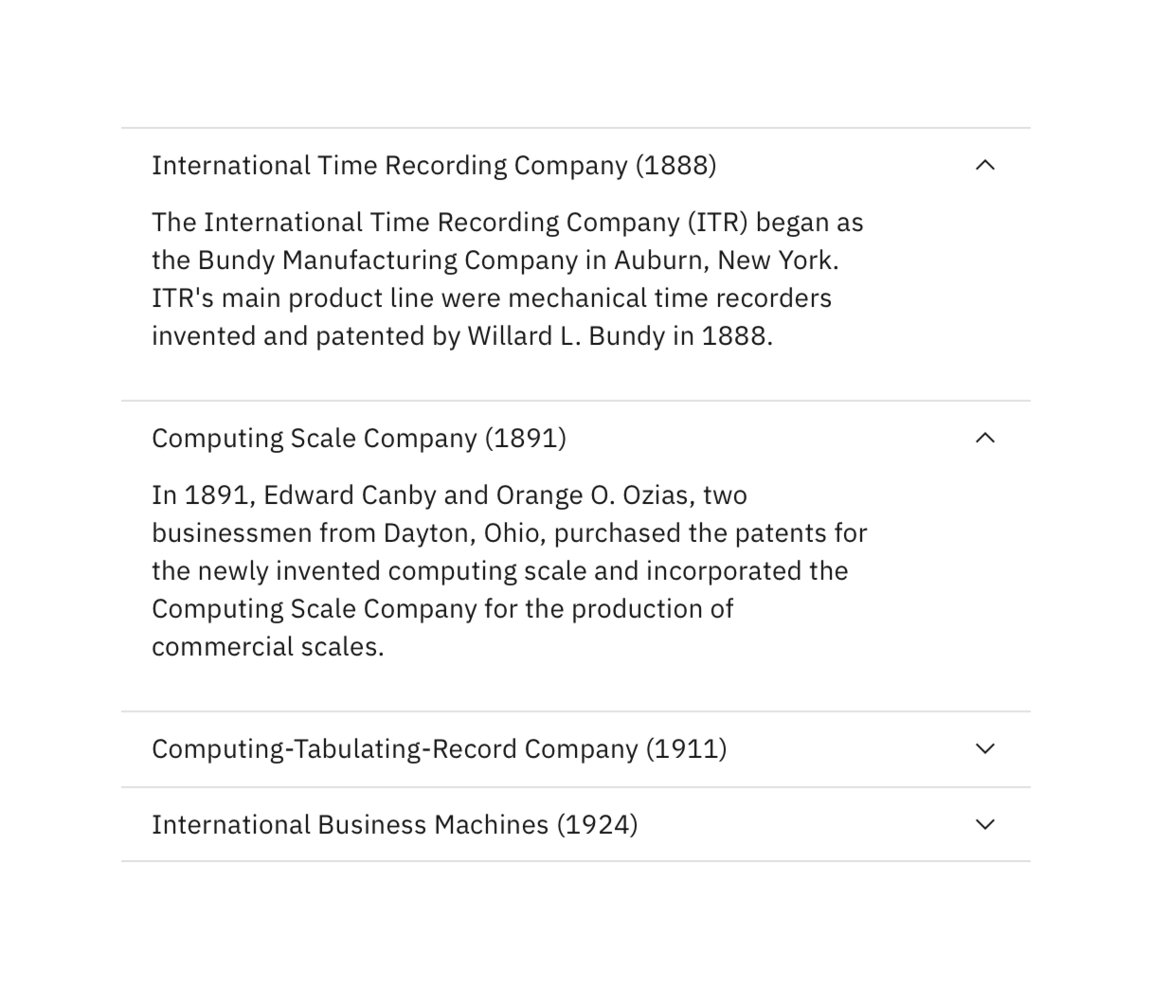 International Time Recording Company (1888)
The International Time Recording Company (ITR) began as
the Bundy Manufacturing Company in Auburn, New York.
ITR's main product line were mechanical time recorders
invented and patented by Willard L. Bundy in 1888.
Computing Scale Company (1891)
In 1891, Edward Canby and Orange O. Ozias, two
businessmen from Dayton, Ohio, purchased the patents for
the newly invented computing scale and incorporated the
Computing Scale Company for the production of
commercial scales.
Computing-Tabulating-Record Company (1911)
International Business Machines (1924)